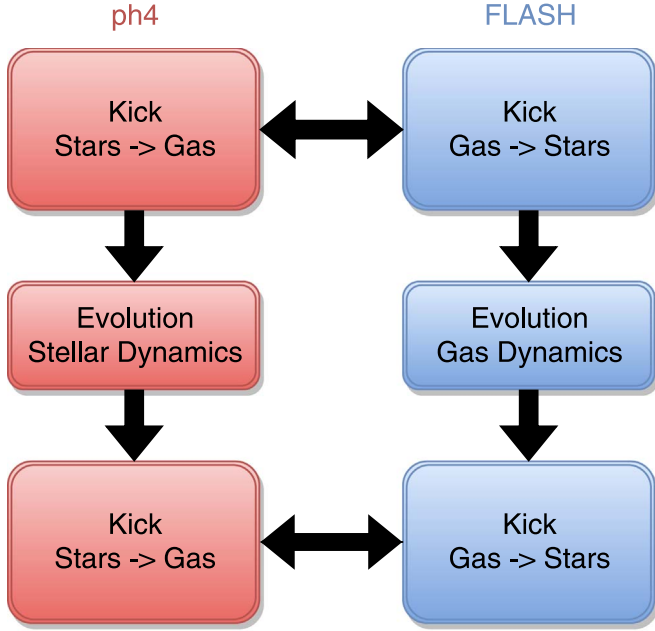 ph4
FLASH
Kick
Stars -> Gas
Kick
Gas -> Stars
Evolution
Stellar Dynamics
Evolution
Gas Dynamics
Kick
Stars -> Gas
Kick
Gas -> Stars